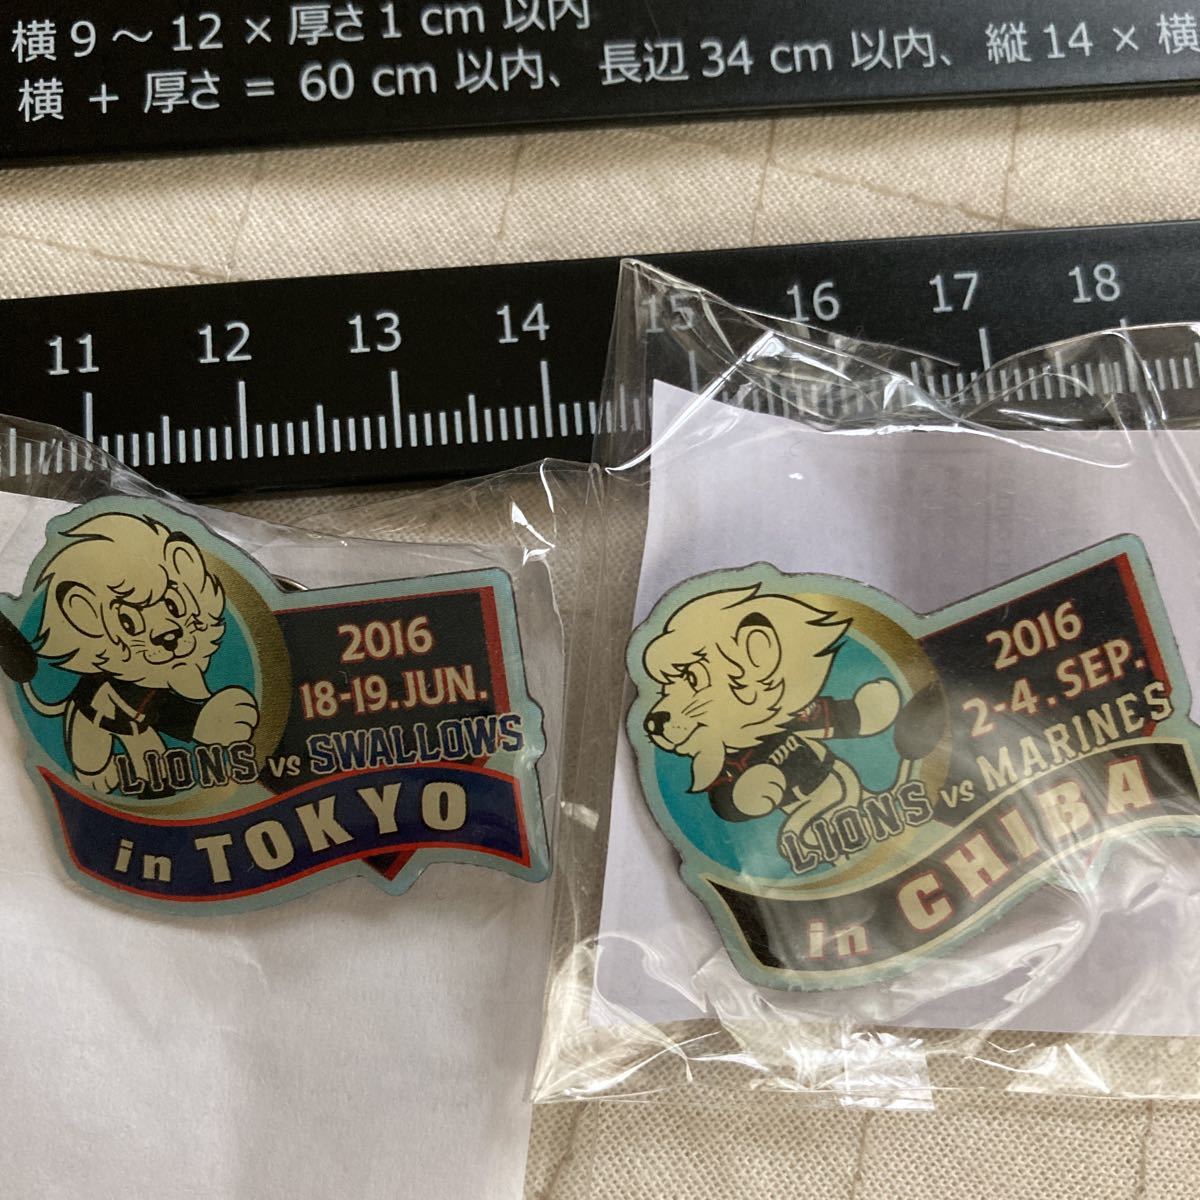 横 9 ～ 12 × 厚さ 1 cm 以内
横 + 厚さ = 60 cm 以内、長辺 34 cm 以内、縦 14 × 横
11 12 13 14 15 16 17 18
2016
18-19.JUN.
LIONS vs SWALLOWS
in TOKYO
2016
2-4.SEP.
LIONS vs MARINES
in CHIBA